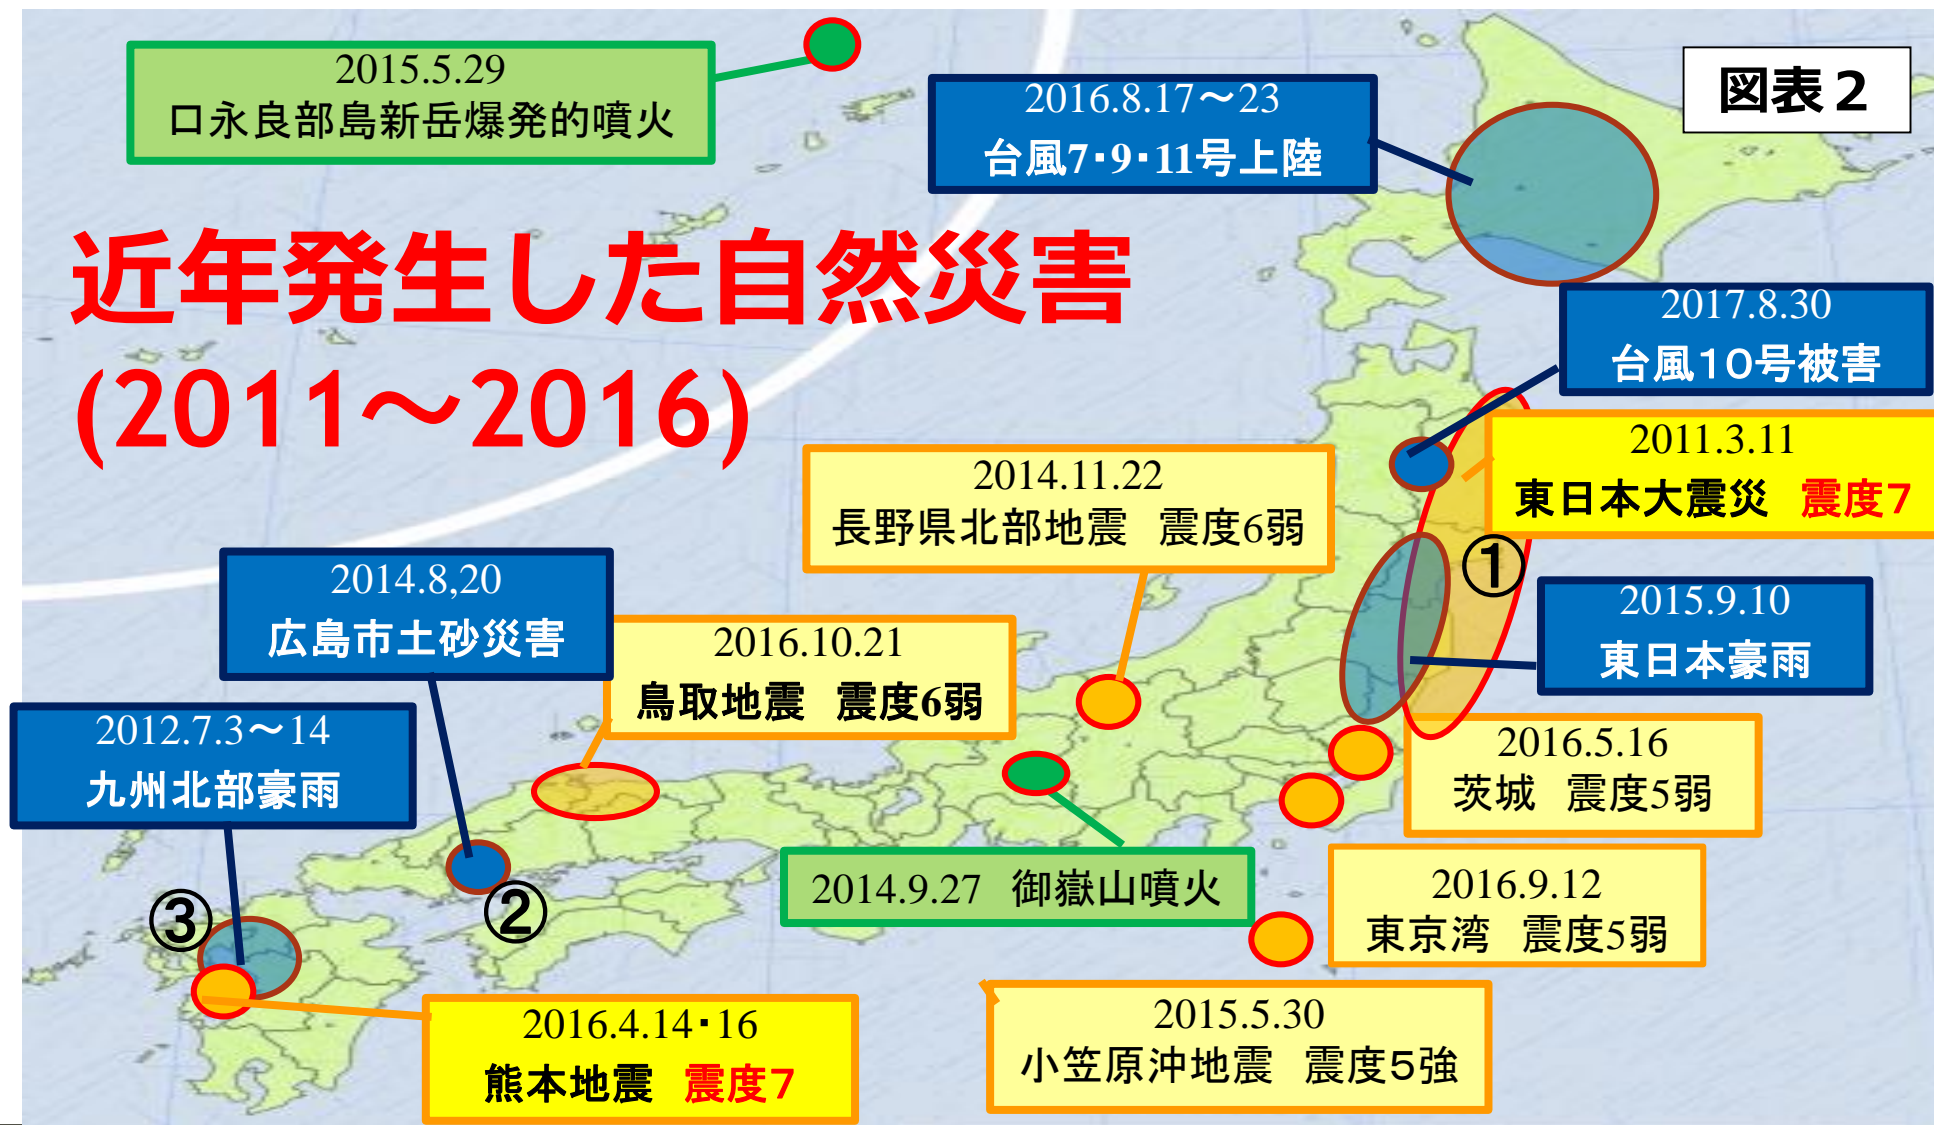 図表２
2015.5.29
口永良部島新岳爆発的噴火
2016.8.17～23
台風7・9・11号上陸
近年発生した自然災害
(2011～2016)
2017.8.30
台風１０号被害
2011.3.11
東日本大震災　震度７
①
2014.11.22
長野県北部地震　震度6弱
2014.8,20
広島市土砂災害
2016.10.21
鳥取地震　震度6弱
2015.9.10
東日本豪雨
2012.7.3～14
九州北部豪雨
2016.5.16
茨城　震度5弱
2014.9.27　御嶽山噴火
2016.9.12
東京湾　震度5弱
②
③
2015.5.30
小笠原沖地震　震度５強
2016.4.14・16
熊本地震　震度７